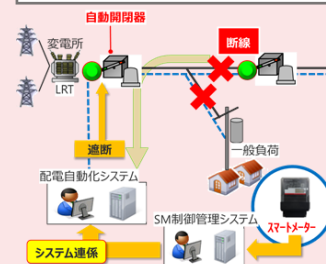 自動開閉器
変電所
断線
LRT
遮断
一般負荷
配電自動化システム
SM制御管理システム
スマートメーター
システム連係